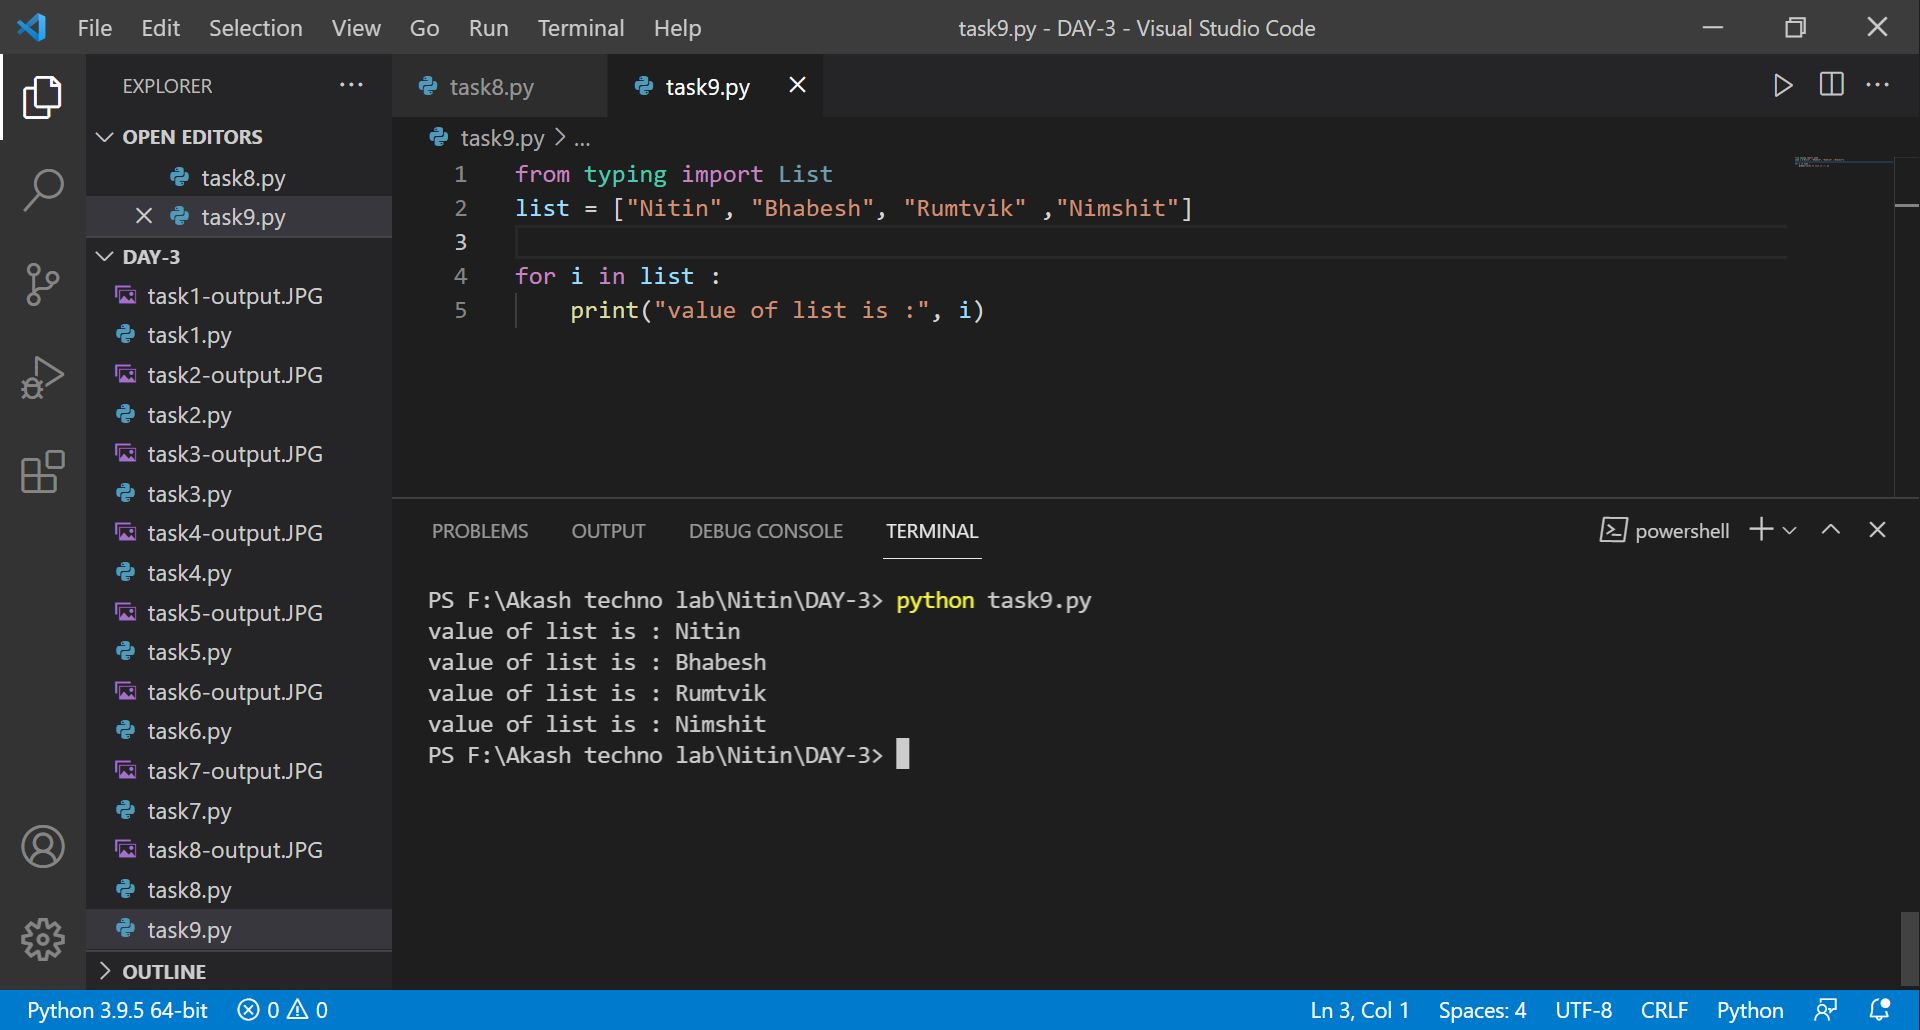 File Edit Selection View Go Run Terminal Help
task9.py - DAY-3 - Visual Studio Code
EXPLORER
OPEN EDITORS
task8.py
task9.py
DAY-3
task1-output.JPG
task1.py
task2-output.JPG
task2.py
task3-output.JPG
task3.py
task4-output.JPG
task4.py
task5-output.JPG
task5.py
task6-output.JPG
task6.py
task7-output.JPG
task7.py
task8-output.JPG
task8.py
task9.py
OUTLINE
task8.py task9.py
task9.py > ...
1 from typing import List
2 list = ["Nitin", "Bhabesh", "Rumtvik" ,"Nimshit"]
3
4 for i in list :
5 print("value of list is :", i)
PROBLEMS OUTPUT DEBUG CONSOLE TERMINAL
powershell
PS F:\Akash techno lab\Nitin\DAY-3> python task9.py
value of list is : Nitin
value of list is : Bhabesh
value of list is : Rumtvik
value of list is : Nimshit
PS F:\Akash techno lab\Nitin\DAY-3>
Python 3.9.5 64-bit 0 0 Ln 3, Col 1 Spaces: 4 UTF-8 CRLF Python